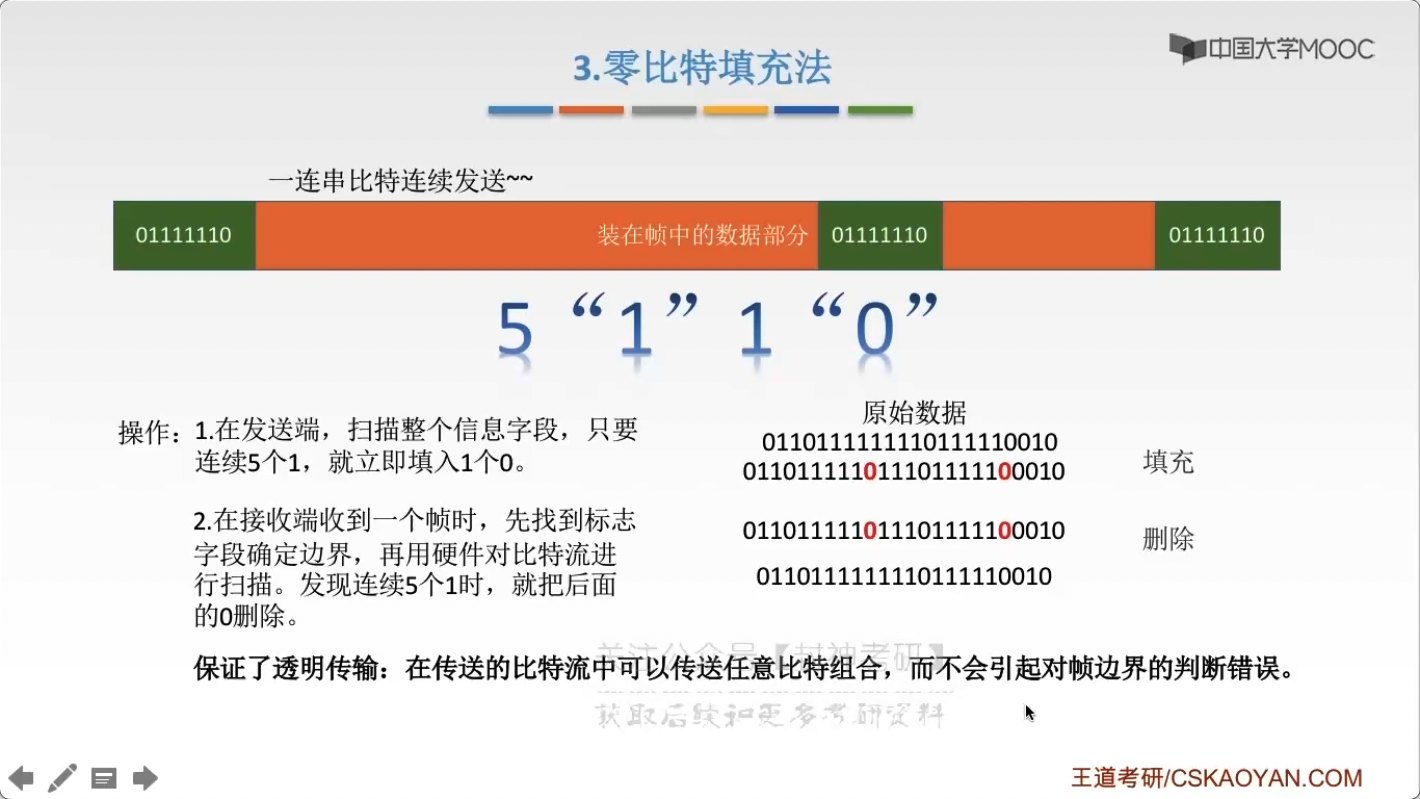 中国大学MOOC
3.零比特填充法
一连串比特连续发送~~
01111110 装在帧中的数据部分 01111110 01111110
5 “1” 1 “0”
操作：1.在发送端，扫描整个信息字段，只要
连续5个1，就立即填入1个0。
2.在接收端收到一个帧时，先找到标志
字段确定边界，再用硬件对比特流进
行扫描。发现连续5个1时，就把后面
的0删除。
原始数据
0110111111110111110010
011011111011101111100010
填充
011011111011101111100010
删除
0110111111110111110010
关注公众号【封神考研】
保证了透明传输：在传送的比特流中可以传送任意比特组合，而不会引起对帧边界的判断错误。
获取后续和更多考研资料
王道考研/CSKAOYAN.COM